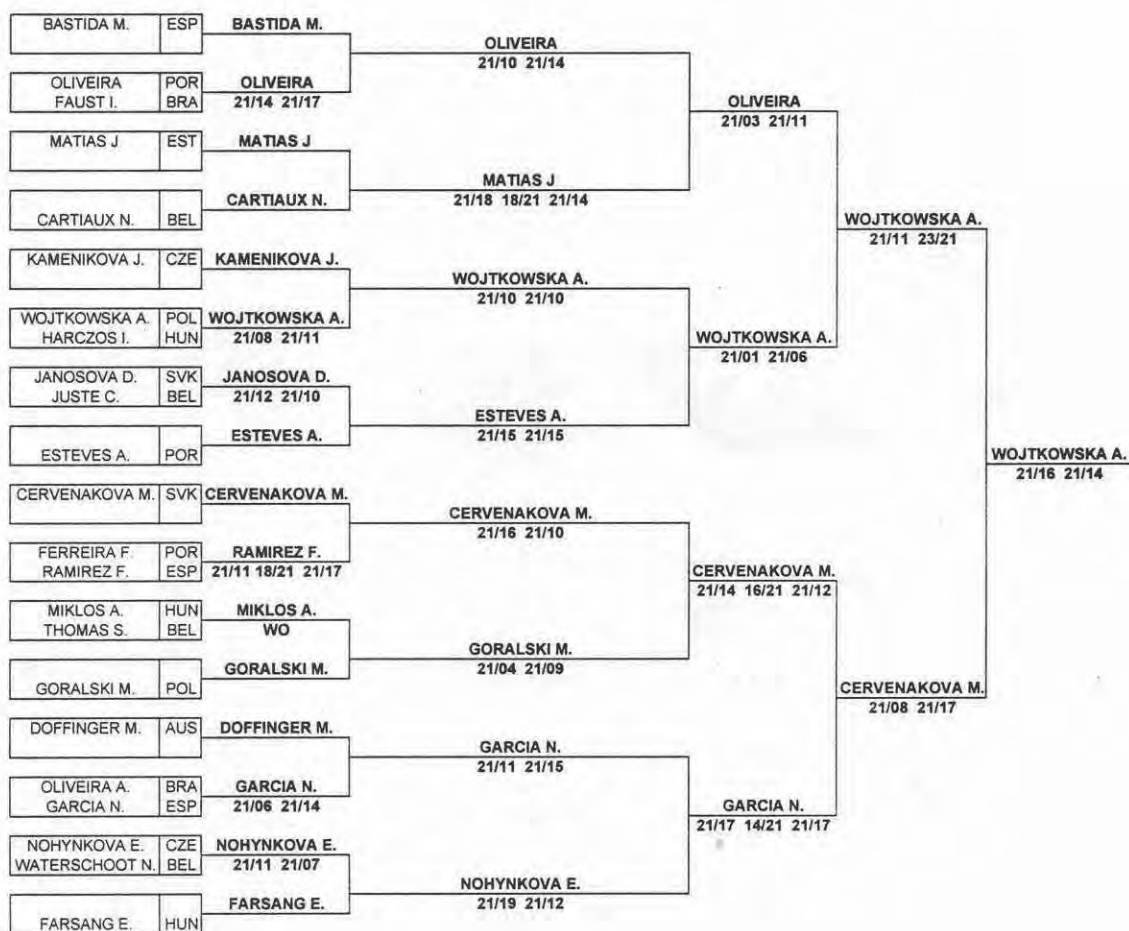 BASTIDA M. ESP BASTIDA M.
OLIVEIRA
21/10 21/14
OLIVEIRA POR OLIVEIRA
FAUST I. BRA 21/14 21/17
OLIVEIRA
21/03 21/11
MATIAS J EST MATIAS J
MATIAS J
21/18 18/21 21/14
CARTIAUX N.
CARTIAUX N. BEL
WOJTKOWSKA A.
21/11 23/21
KAMENIKOVA J. CZE KAMENIKOVA J.
WOJTKOWSKA A.
21/10 21/10
WOJTKOWSKA A. POL WOJTKOWSKA A.
HARCZOS I. HUN 21/08 21/11
WOJTKOWSKA A.
21/01 21/06
JANOSOVA D. SVK JANOSOVA D.
JUSTE C. BEL 21/12 21/10
ESTEVES A.
21/15 21/15
ESTEVES A.
ESTEVES A. POR
WOJTKOWSKA A.
21/16 21/14
CERVENAKOVA M. SVK CERVENAKOVA M.
CERVENAKOVA M.
21/16 21/10
FERREIRA F. POR RAMIREZ F.
RAMIREZ F. ESP 21/11 18/21 21/17
CERVENAKOVA M.
21/14 16/21 21/12
MIKLOS A. HUN MIKLOS A.
THOMAS S. BEL WO
GORALSKI M.
21/04 21/09
GORALSKI M.
GORALSKI M. POL
CERVENAKOVA M.
21/08 21/17
DOFFINGER M. AUS DOFFINGER M.
GARCIA N.
21/11 21/15
OLIVEIRA A. BRA GARCIA N.
GARCIA N. ESP 21/06 21/14
GARCIA N.
21/17 14/21 21/17
NOHYNKOVA E. CZE NOHYNKOVA E.
WATERSCHOOT N. BEL 21/11 21/07
NOHYNKOVA E.
21/19 21/12
FARSANG E.
FARSANG E. HUN